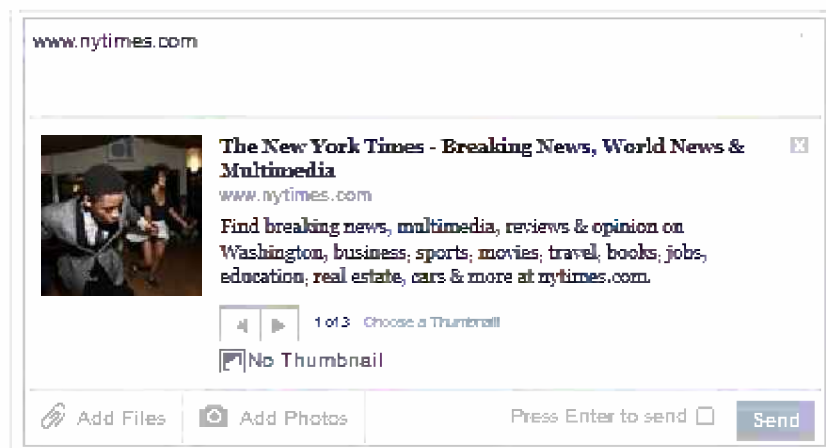 www.nytimes.com
The New York Times - Breaking News, World News &
Multimedia
www.nytimes.com
Find breaking news, multimedia, reviews & opinion on
Washington, business, sports, movies, travel, books, jobs,
education, real estate, cars & more at nytimes.com.
1 of 3 Choose a Thumbnail
No Thumbnail
Add Files Add Photos Press Enter to send Send